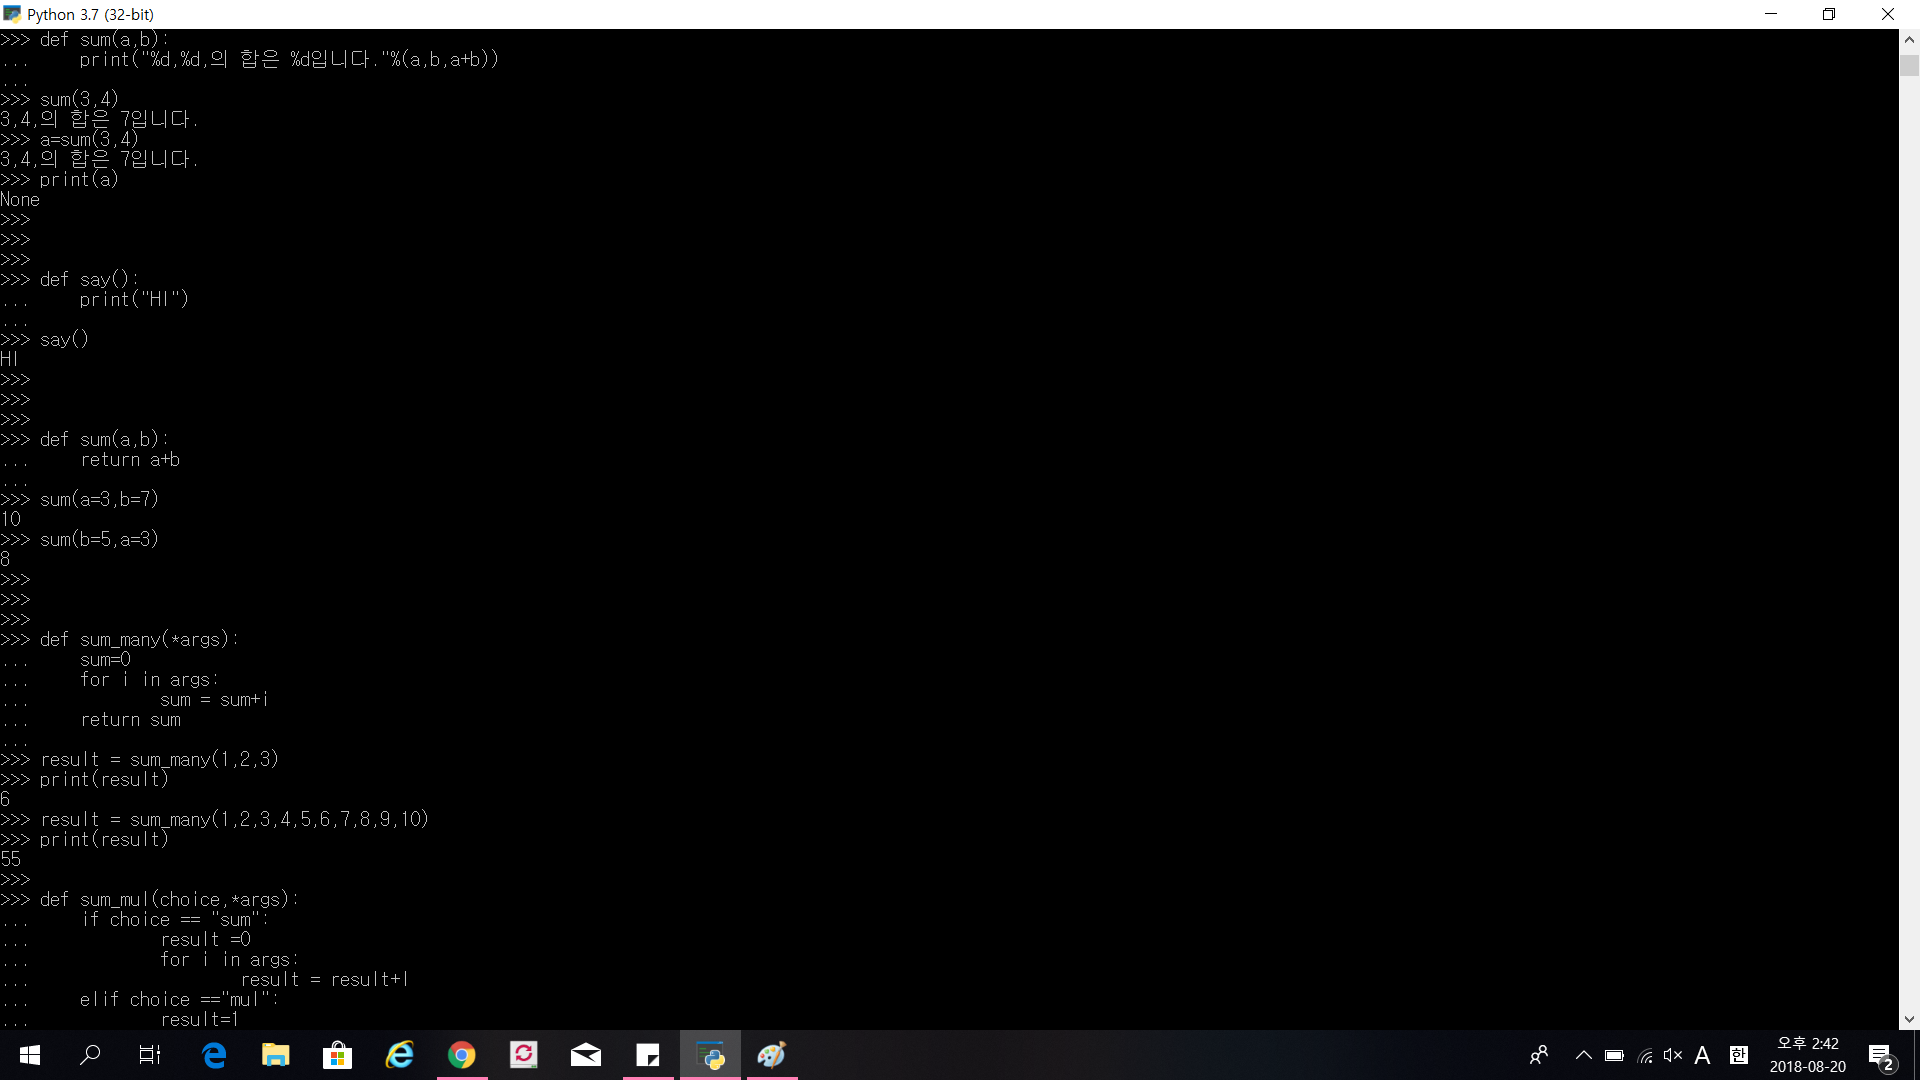 Python 3.7 (32-bit)
>>> def sum(a,b):
...     print("%d,%d,의 합은 %d입니다."%(a,b,a+b))
...
>>> sum(3,4)
3,4,의 합은 7입니다.
>>> a=sum(3,4)
3,4,의 합은 7입니다.
>>> print(a)
None
>>>
>>>
>>>
>>> def say():
...     print("HI")
...
>>> say()
HI
>>>
>>>
>>>
>>> def sum(a,b):
...     return a+b
...
>>> sum(a=3,b=7)
10
>>> sum(b=5,a=3)
8
>>>
>>>
>>>
>>> def sum_many(*args):
...     sum=0
...     for i in args:
...             sum = sum+i
...     return sum
...
>>> result = sum_many(1,2,3)
>>> print(result)
6
>>> result = sum_many(1,2,3,4,5,6,7,8,9,10)
>>> print(result)
55
>>>
>>> def sum_mul(choice,*args):
...     if choice == "sum":
...             result =0
...             for i in args:
...                     result = result+I
...     elif choice =="mul":
...             result=1
A 한
오후 2:42
2018-08-20
2